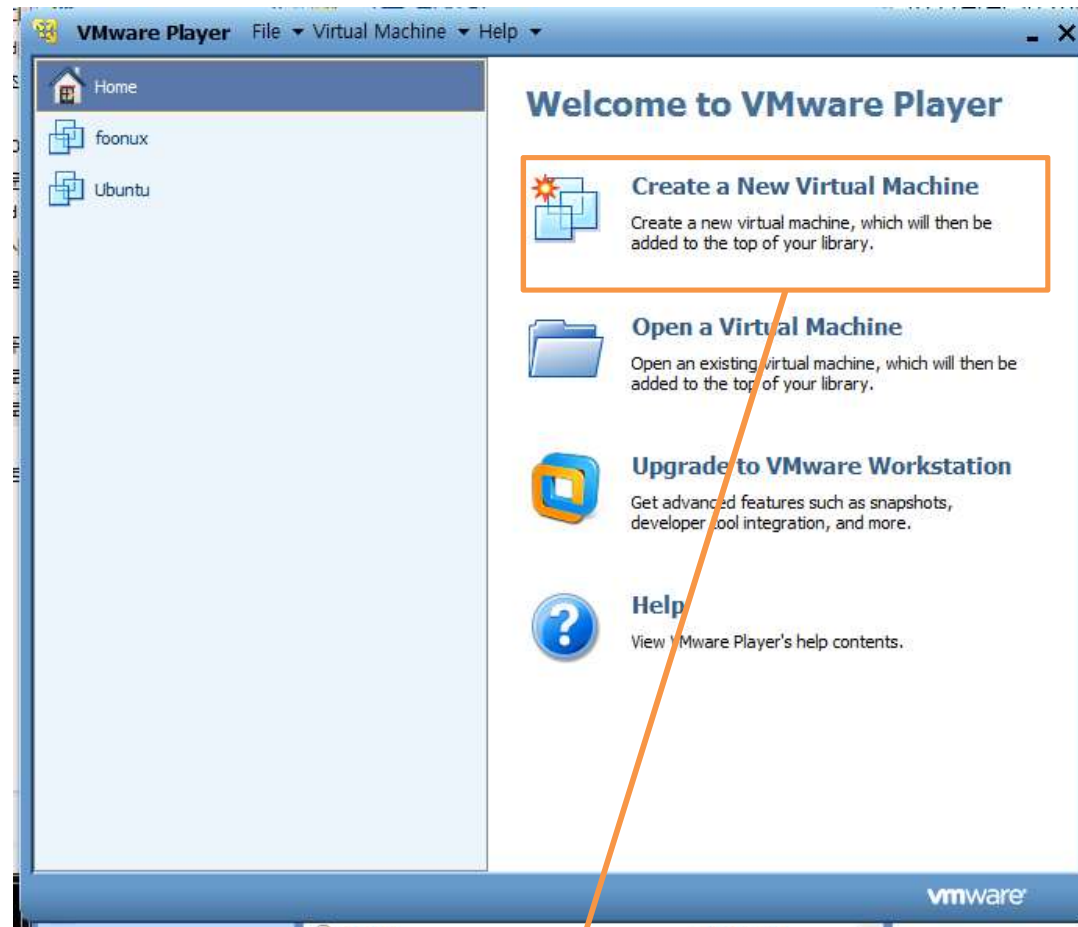 VMware Player File Virtual Machine Help
Home
foonux
Ubuntu
Welcome to VMware Player
Create a New Virtual Machine
Create a new virtual machine, which will then be
added to the top of your library.
Open a Virtual Machine
Open an existing virtual machine, which will then be
added to the top of your library.
Upgrade to VMware Workstation
Get advanced features such as snapshots,
developer tool integration, and more.
Help
View VMware Player's help contents.
vmware